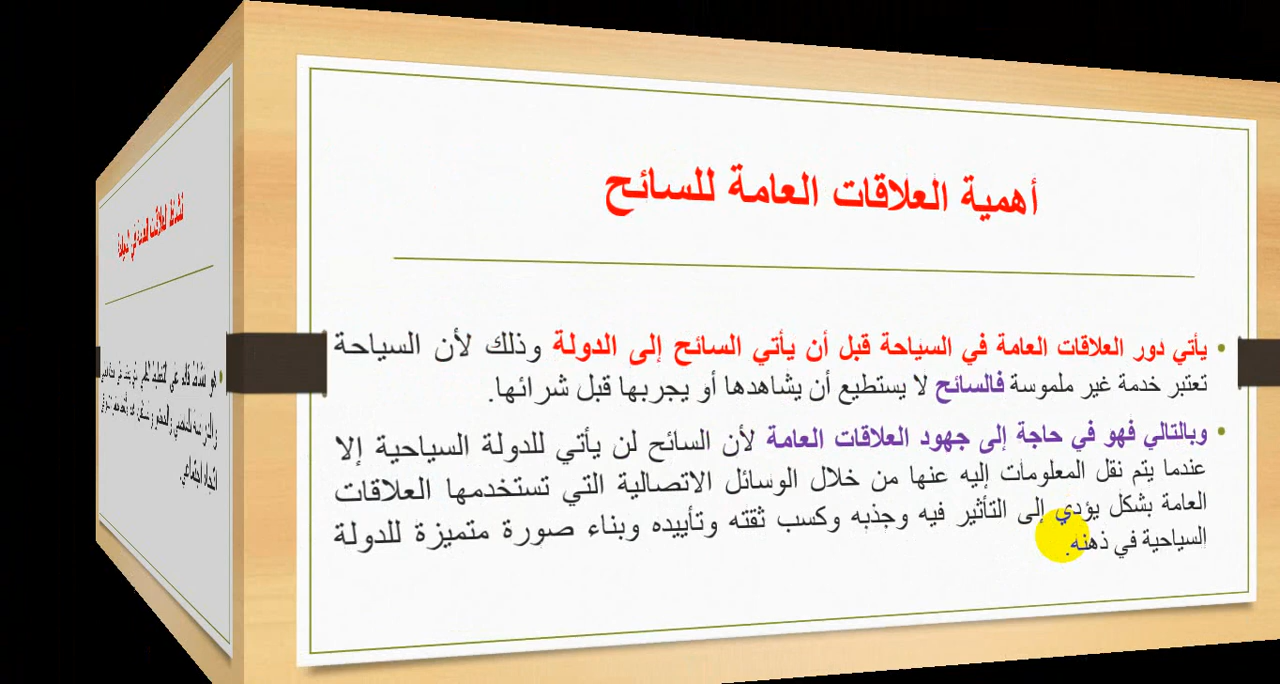 أهمية العلاقات العامة للسائح
• يأتي دور العلاقات العامة في السياحة قبل أن يأتي السائح إلى الدولة وذلك لأن السياحة
تعتبر خدمة غير ملموسة فالسائح لا يستطيع أن يشاهدها أو يجربها قبل شرائها.
• وبالتالي فهو في حاجة إلى جهود العلاقات العامة لأن السائح لن يأتي للدولة السياحية إلا
عندما يتم نقل المعلومات إليه عنها من خلال الوسائل الاتصالية التي تستخدمها العلاقات
العامة بشكل يؤدي إلى التأثير فيه وجذبه وكسب ثقته وتأييده وبناء صورة متميزة للدولة
السياحية في ذهنه.